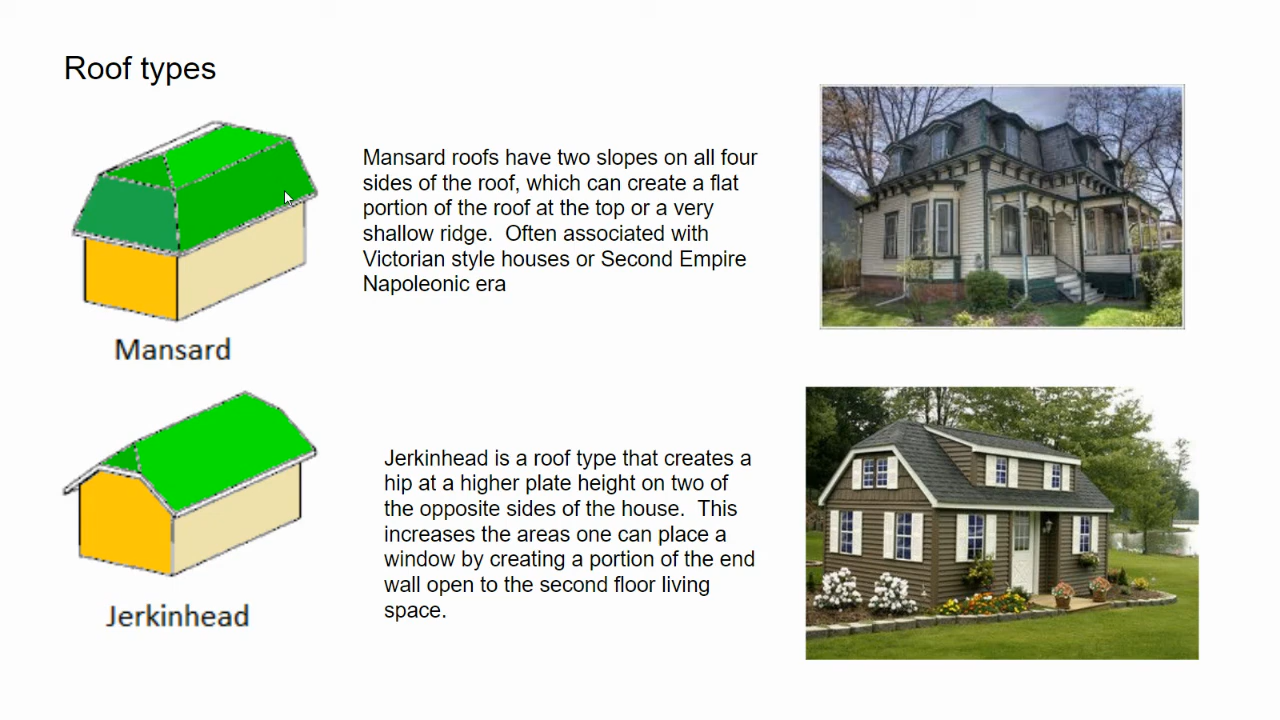 Roof types
Mansard roofs have two slopes on all four
sides of the roof, which can create a flat
portion of the roof at the top or a very
shallow ridge.  Often associated with
Victorian style houses or Second Empire
Napoleonic era
Mansard
Jerkinhead is a roof type that creates a
hip at a higher plate height on two of
the opposite sides of the house.  This
increases the areas one can place a
window by creating a portion of the end
wall open to the second floor living
space.
Jerkinhead